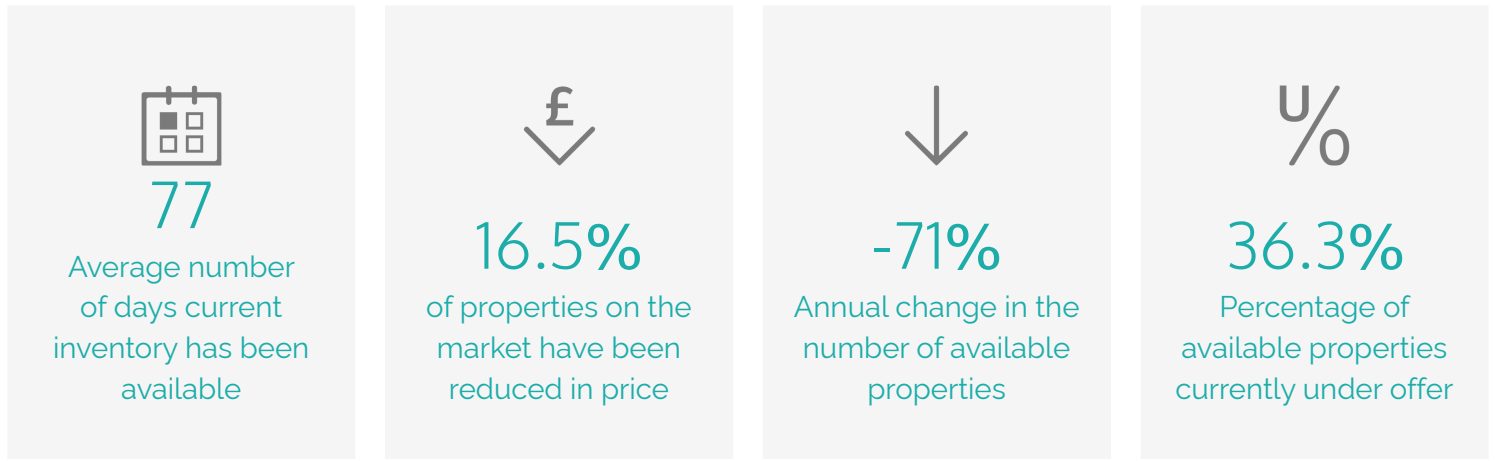 77
Average number
of days current
inventory has been
available
£
16.5%
of properties on the
market have been
reduced in price
-71%
Annual change in the
number of available
properties
U/O
36.3%
Percentage of
available properties
currently under offer